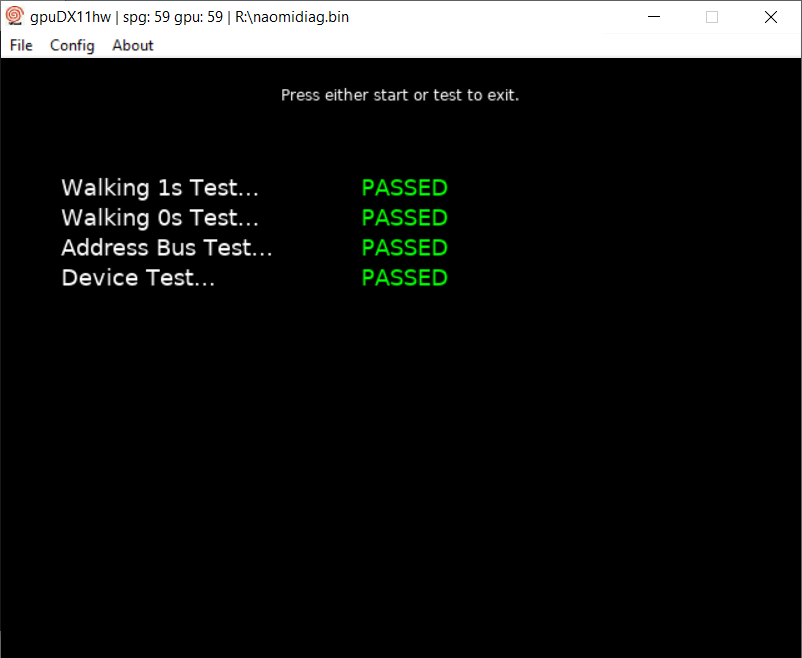 gpuDX11hw | spg: 59 gpu: 59 | R:\naomidiag.bin
File Config About
Press either start or test to exit.
Walking 1s Test... PASSED
Walking 0s Test... PASSED
Address Bus Test... PASSED
Device Test... PASSED